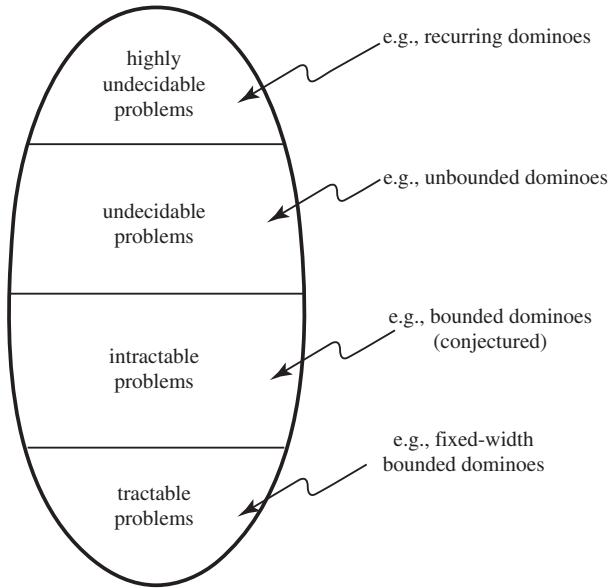 highly
undecidable
problems
e.g., recurring dominoes
undecidable
problems
e.g., unbounded dominoes
intractable
problems
e.g., bounded dominoes
(conjectured)
tractable
problems
e.g., fixed-width
bounded dominoes